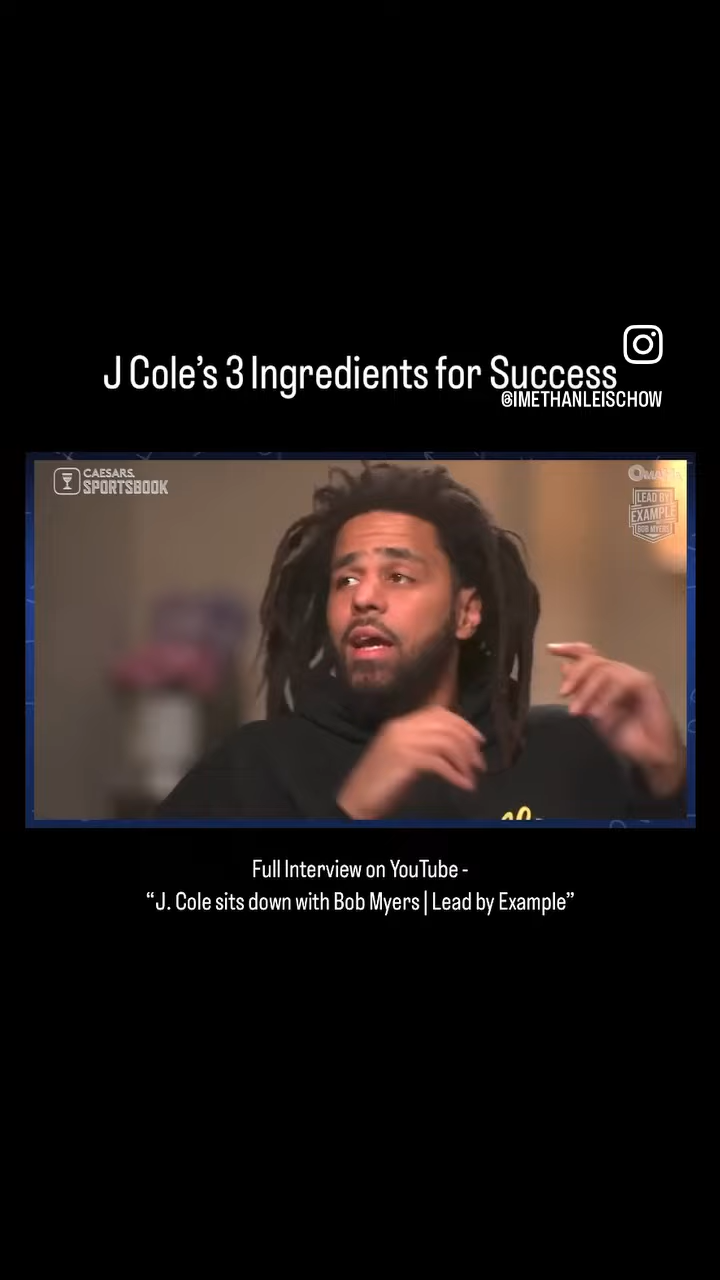 J Cole’s 3 Ingredients for Success
@IMETHANLEISCHOW
CAESARS
SPORTSBOOK
LEAD BY
EXAMPLE
BOB MYERS
Full Interview on YouTube -
“J. Cole sits down with Bob Myers | Lead by Example”